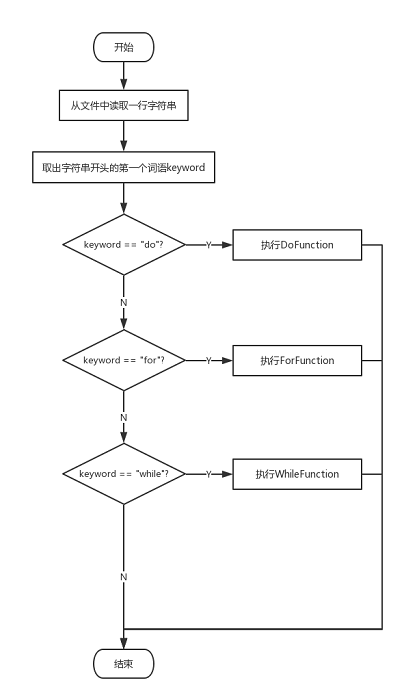 开始
从文件中读取一行字符串
取出字符串开头的第一个词语keyword
keyword == "do"?
Y
执行DoFunction
N
keyword == "for"?
Y
执行ForFunction
N
keyword == "while"?
Y
执行WhileFunction
N
结束